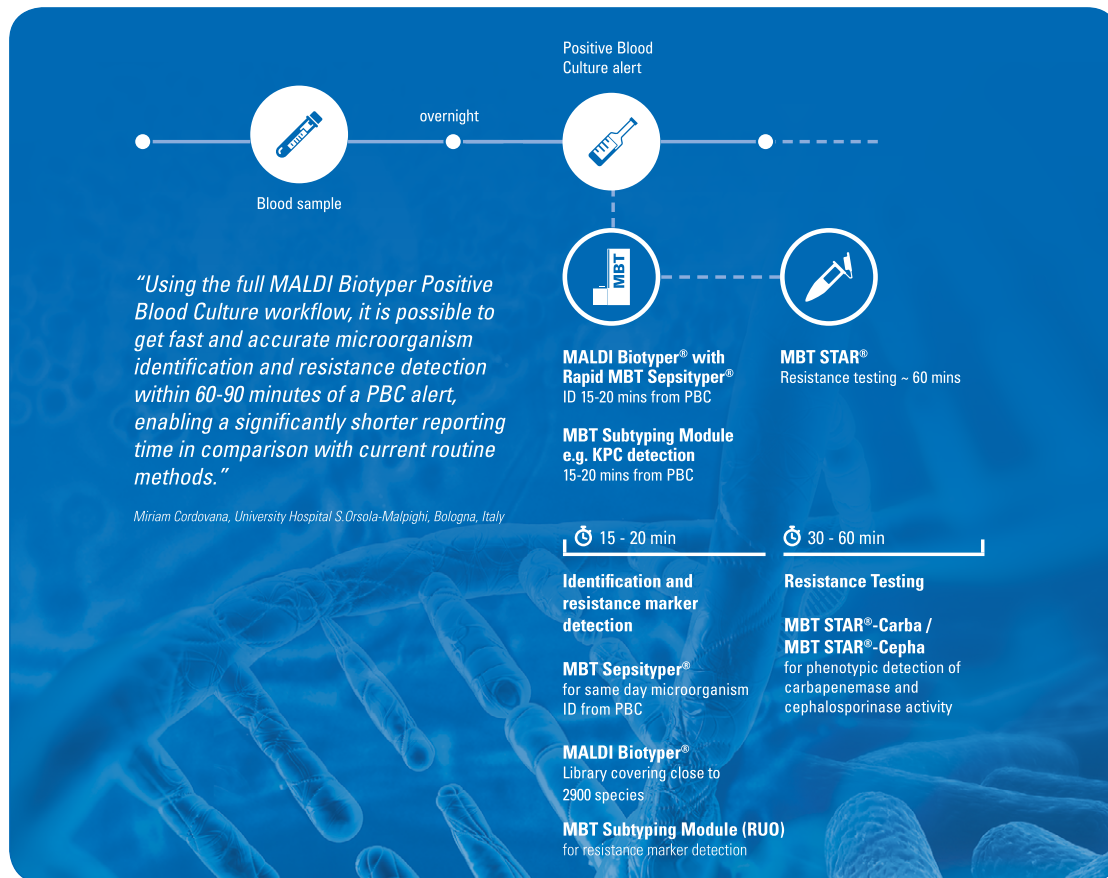 Positive Blood
Culture alert
overnight
Blood sample
MBT
“Using the full MALDI Biotyper Positive
Blood Culture workflow, it is possible to
get fast and accurate microorganism
identification and resistance detection
within 60-90 minutes of a PBC alert,
enabling a significantly shorter reporting
time in comparison with current routine
methods.”
Miriam Cordovana, University Hospital S.Orsola-Malpighi, Bologna, Italy
MALDI Biotyper® with
Rapid MBT Sepsityper®
ID 15-20 mins from PBC
MBT Subtyping Module
e.g. KPC detection
15-20 mins from PBC
MBT STAR®
Resistance testing ~ 60 mins
15 - 20 min
Identification and
resistance marker
detection
MBT Sepsityper®
for same day microorganism
ID from PBC
MALDI Biotyper®
Library covering close to
2900 species
MBT Subtyping Module (RUO)
for resistance marker detection
30 - 60 min
Resistance Testing
MBT STAR®-Carba /
MBT STAR®-Cepha
for phenotypic detection of
carbapenemase and
cephalosporinase activity